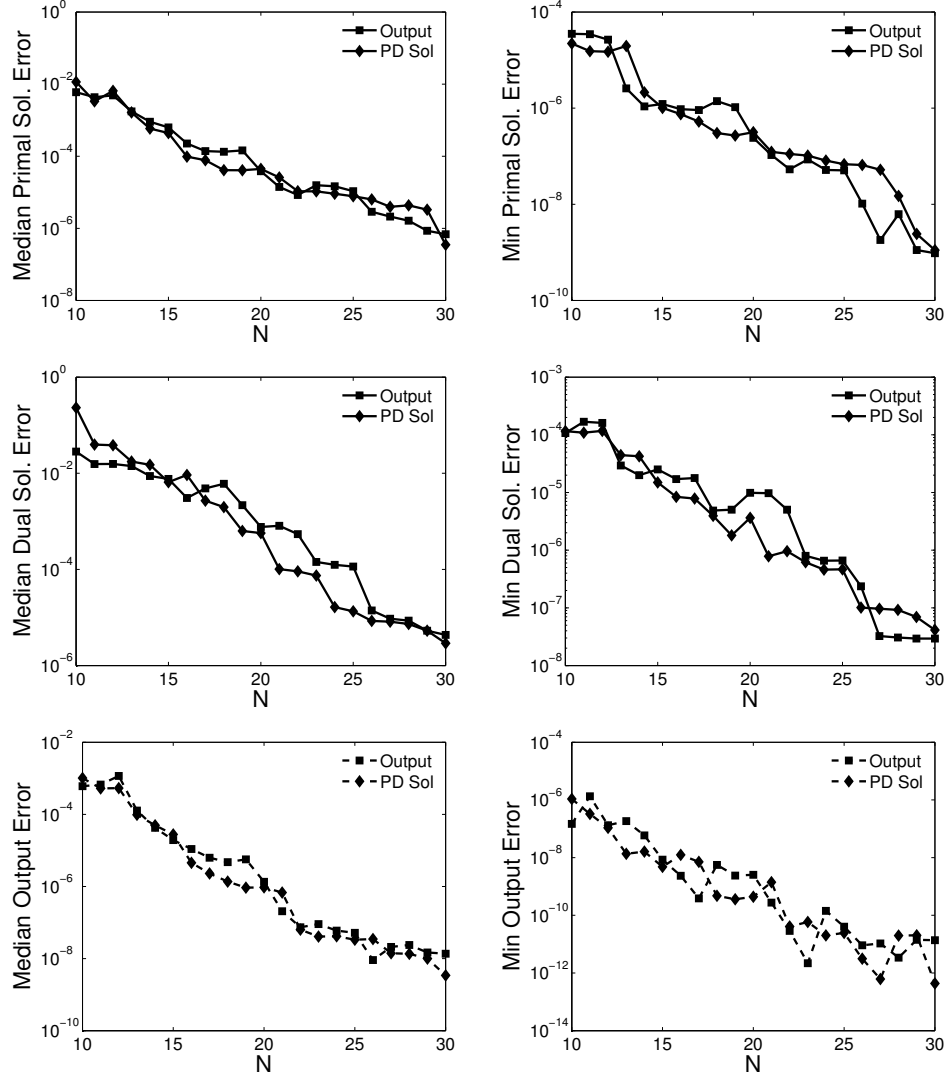 Median Primal Sol. Error
10^0
10^-2
10^-4
10^-6
10^-8
10
15
20
25
30
N
Output
PD Sol
Min Primal Sol. Error
10^-4
10^-6
10^-8
10^-10
10
15
20
25
30
N
Output
PD Sol
Median Dual Sol. Error
10^0
10^-2
10^-4
10^-6
10
15
20
25
30
N
Output
PD Sol
Min Dual Sol. Error
10^-3
10^-4
10^-5
10^-6
10^-7
10^-8
10
15
20
25
30
N
Output
PD Sol
Median Output Error
10^-2
10^-4
10^-6
10^-8
10^-10
10
15
20
25
30
N
Output
PD Sol
Min Output Error
10^-4
10^-6
10^-8
10^-10
10^-12
10^-14
10
15
20
25
30
N
Output
PD Sol